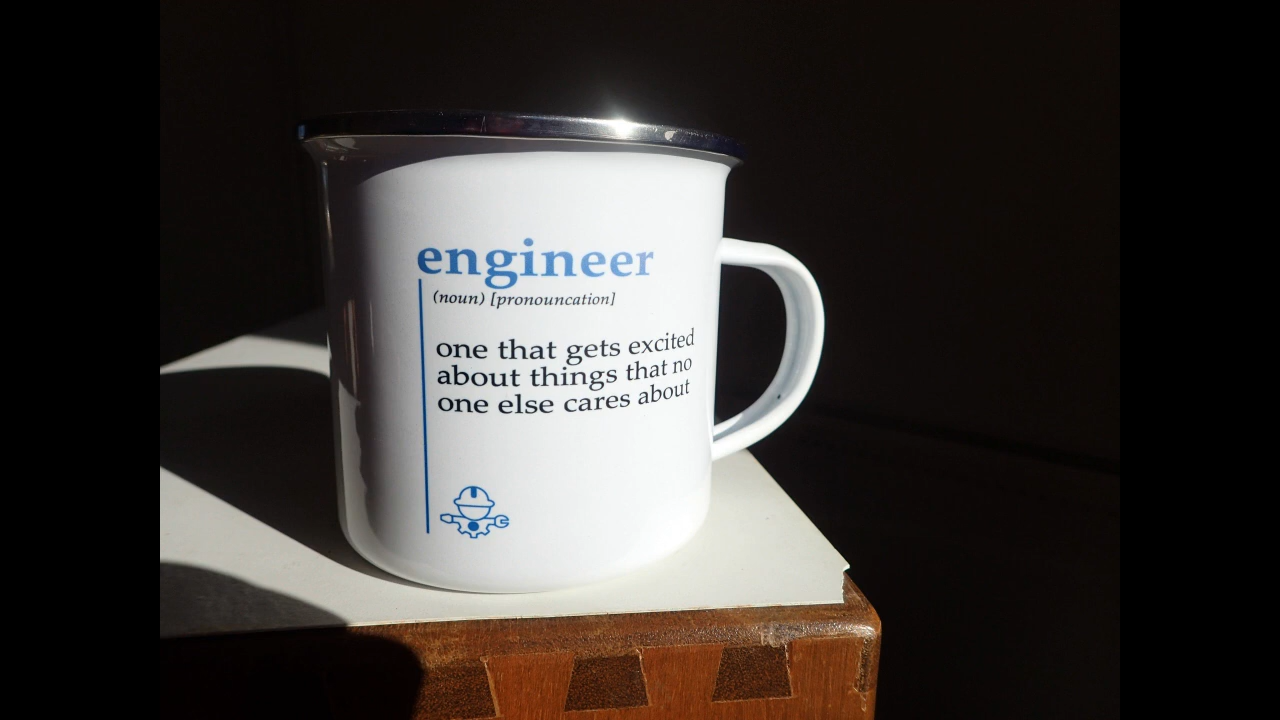 engineer
(noun) [pronouncation]
one that gets excited
about things that no
one else cares about